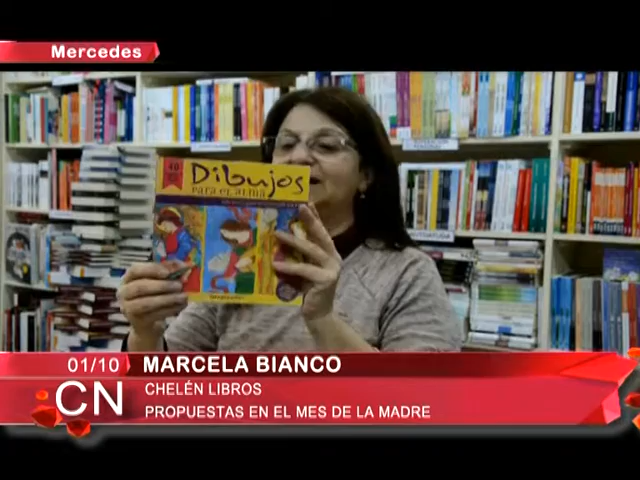 Mercedes
Dibujos
para el alma
01/10
MARCELA BIANCO
CN
CHELÉN LIBROS
PROPUESTAS EN EL MES DE LA MADRE